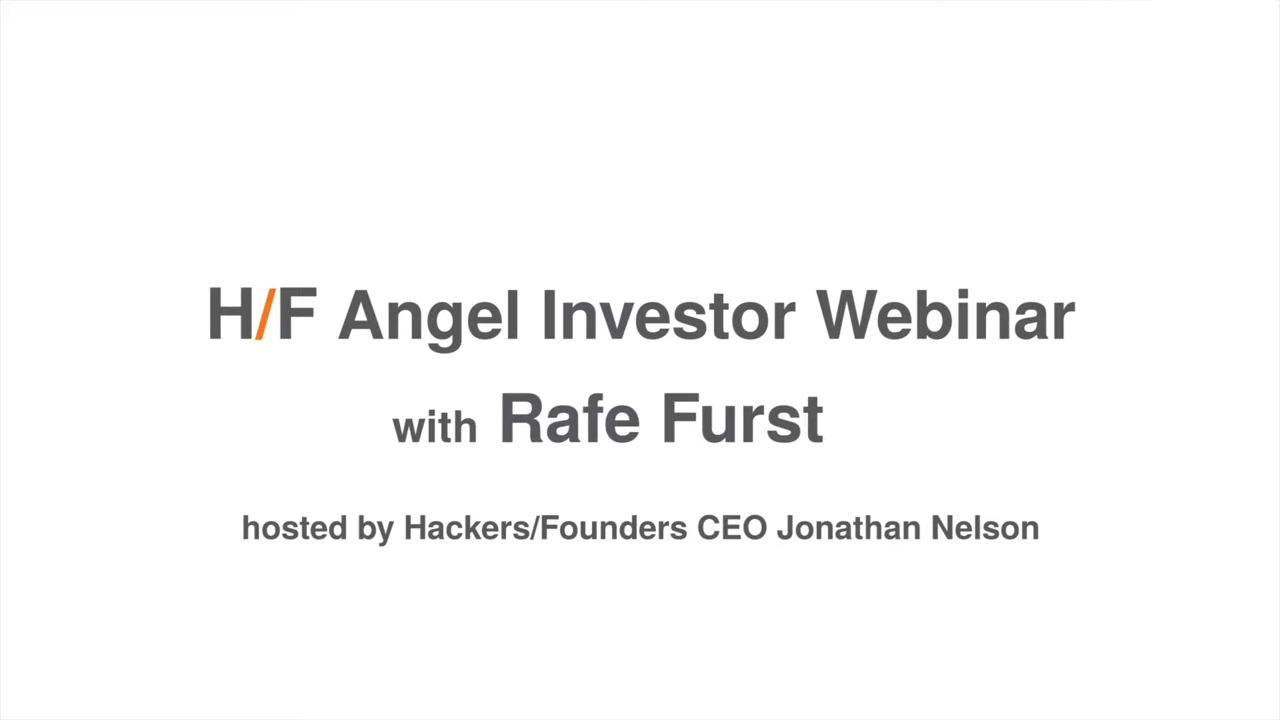 H/F Angel Investor Webinar
with Rafe Furst
hosted by Hackers/Founders CEO Jonathan Nelson